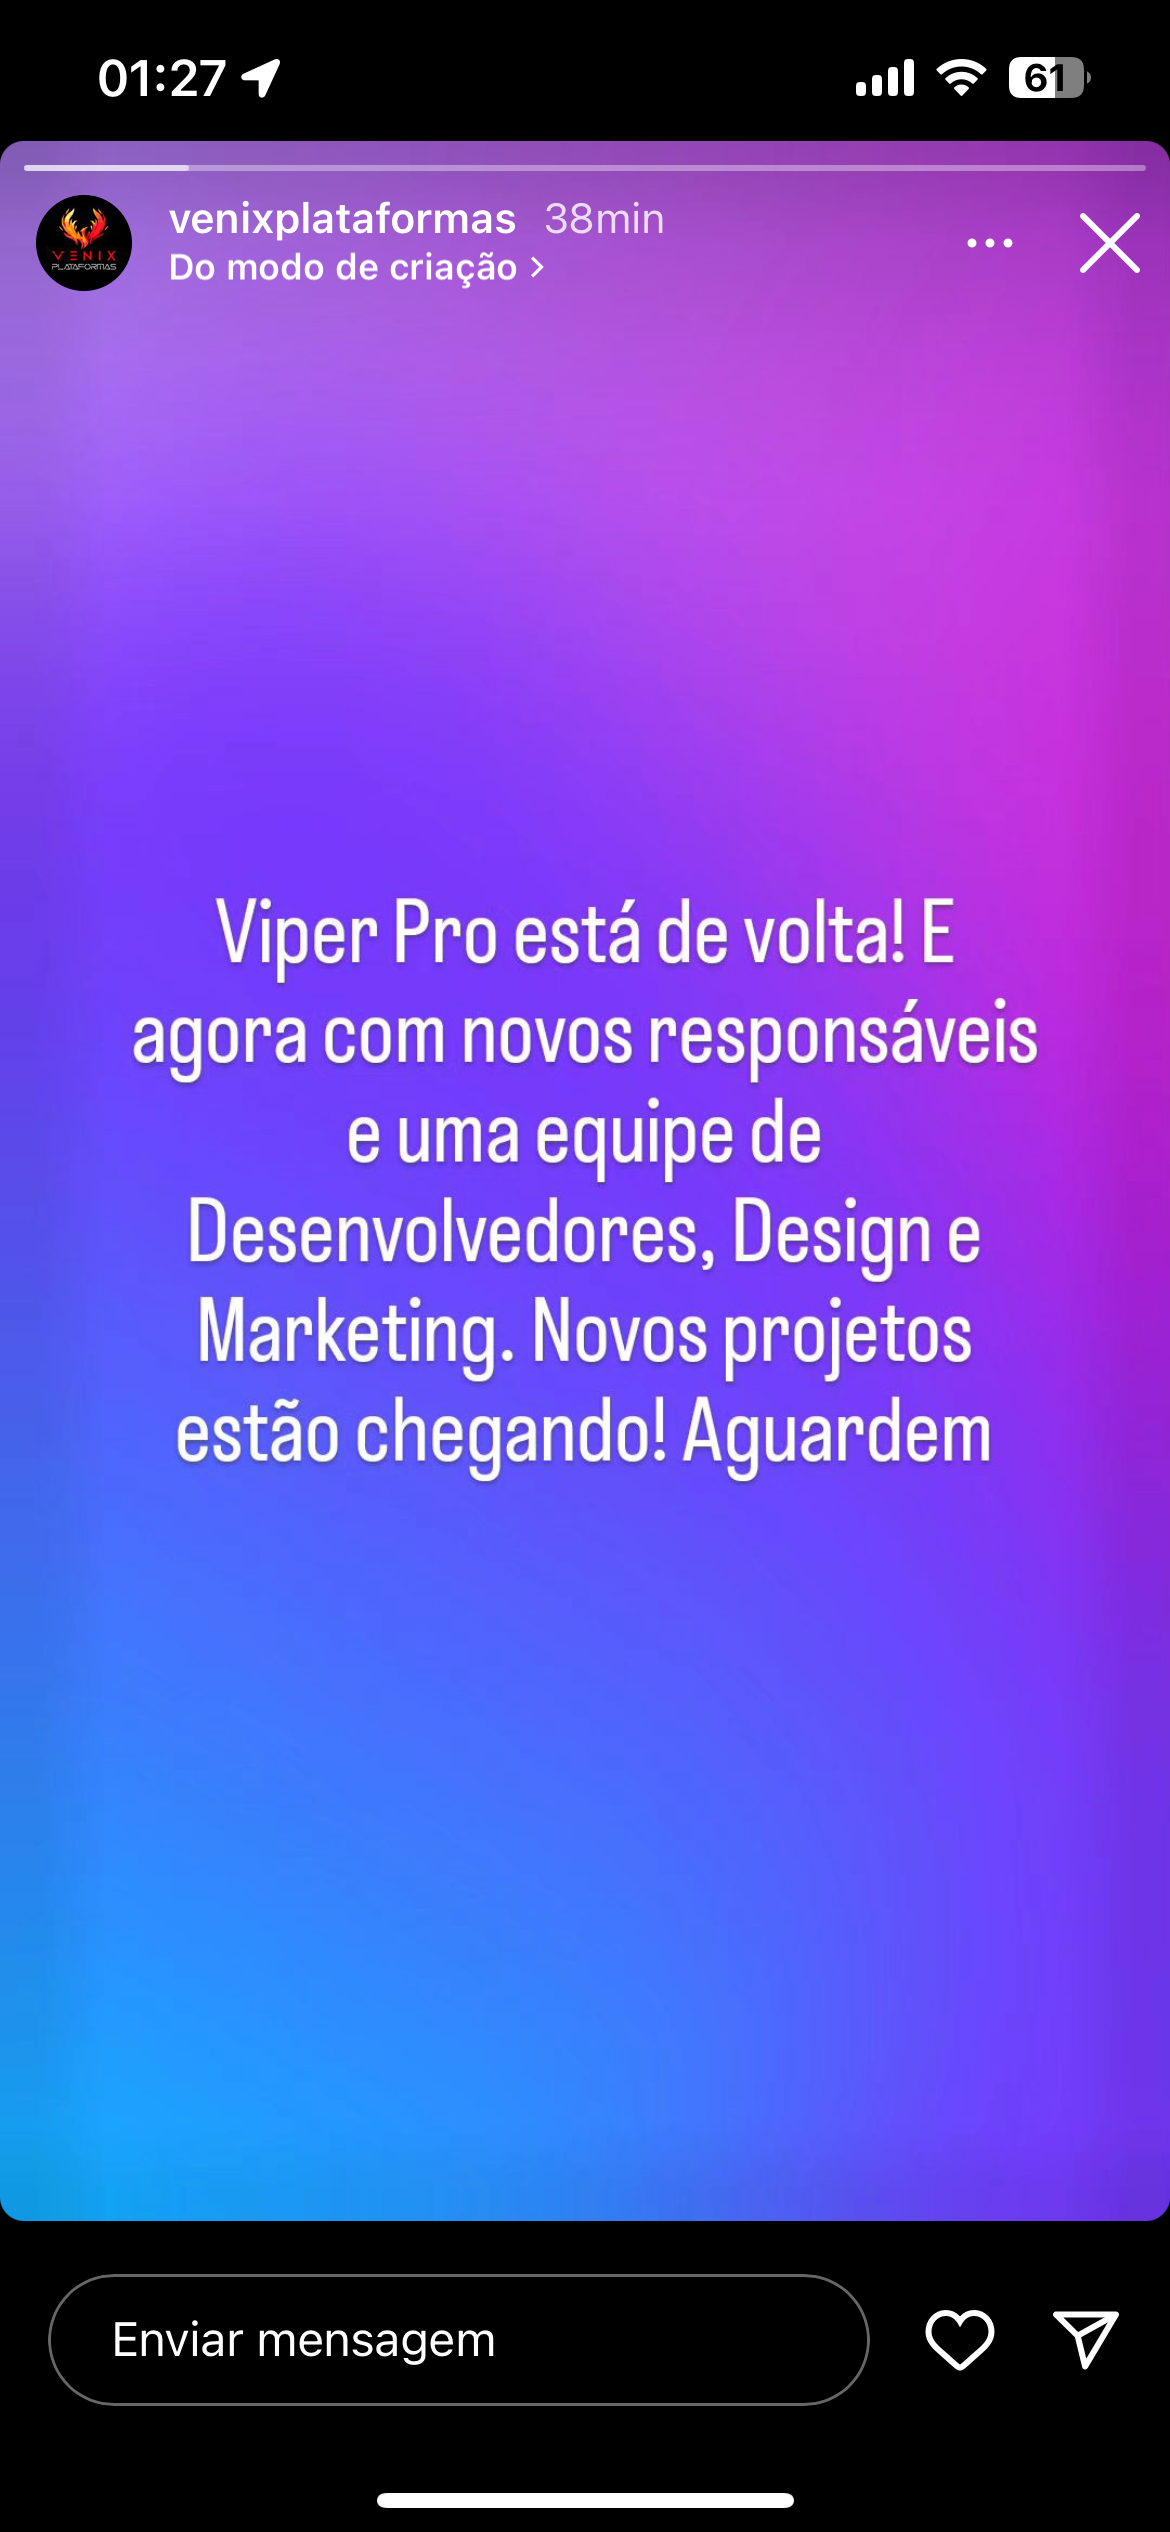 01:27
61
venixplataformas 38min
VENIX
PLATAFORMAS
Do modo de criação
Viper Pro está de volta! E
agora com novos responsáveis
e uma equipe de
Desenvolvedores, Design e
Marketing. Novos projetos
estão chegando! Aguardem
Enviar mensagem